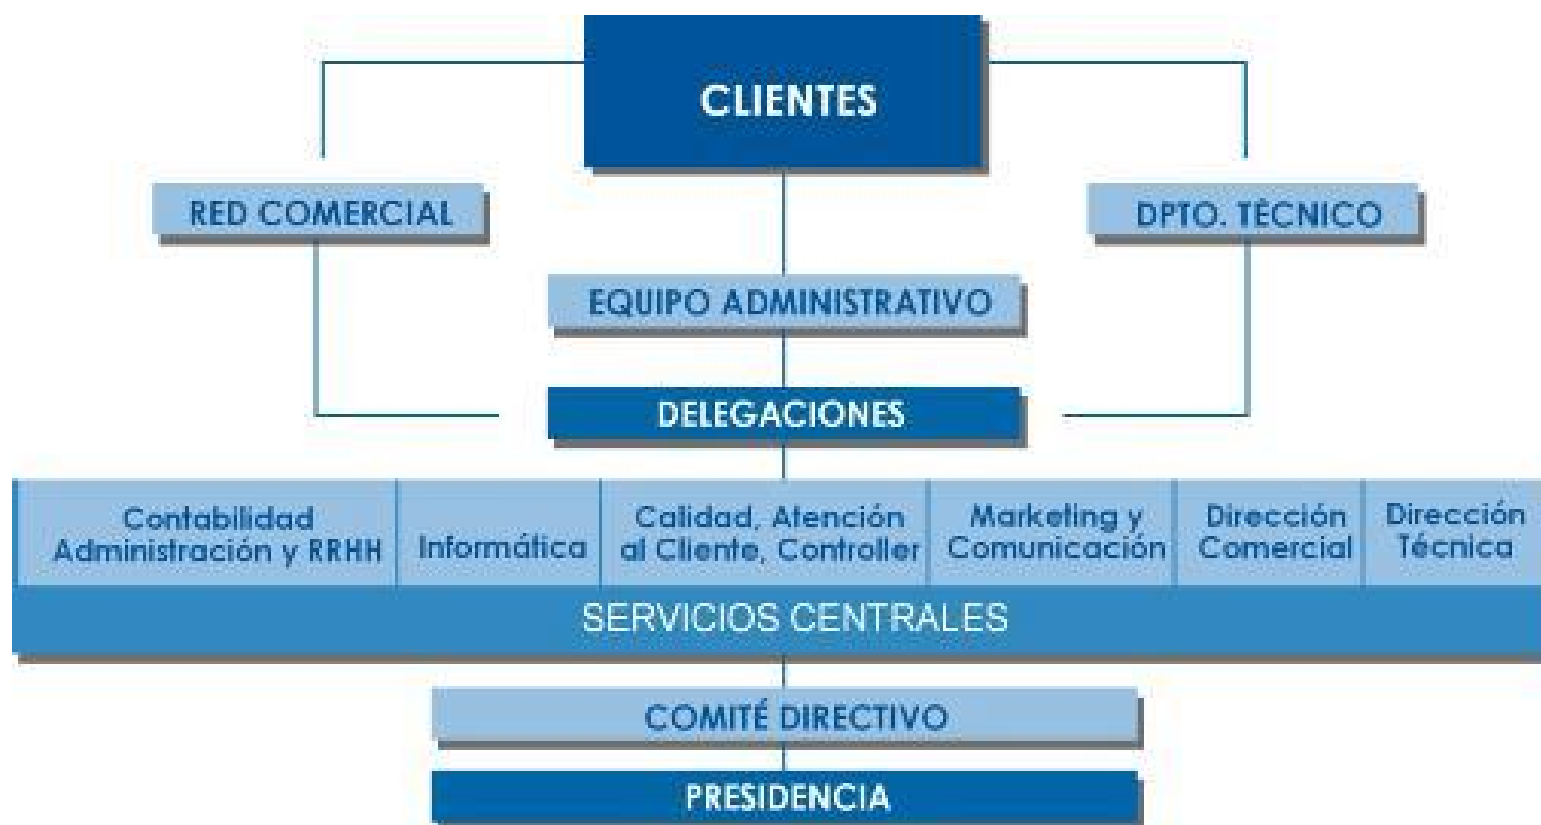 CLIENTES
RED COMERCIAL
DPTO. TÉCNICO
EQUIPO ADMINISTRATIVO
DELEGACIONES
Contabilidad
Administración y RRHH
Informática
Calidad, Atención
al Cliente, Controller
Marketing y
Comunicación
Dirección
Comercial
Dirección
Técnica
SERVICIOS CENTRALES
COMITÉ DIRECTIVO
PRESIDENCIA